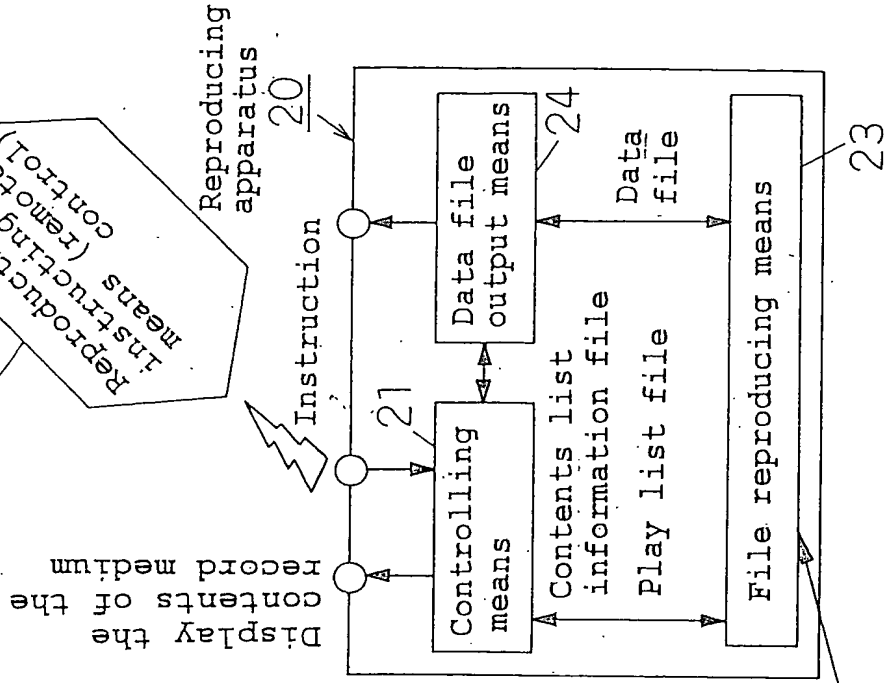 Reproduct
instructing
means (remote
control)
Reproducing
apparatus
20
Instruction
Display the
contents of the
record medium
21
Controlling
means
Data file
output means
24
Contents list
information file
Play list file
Data
file
File reproducing means
23